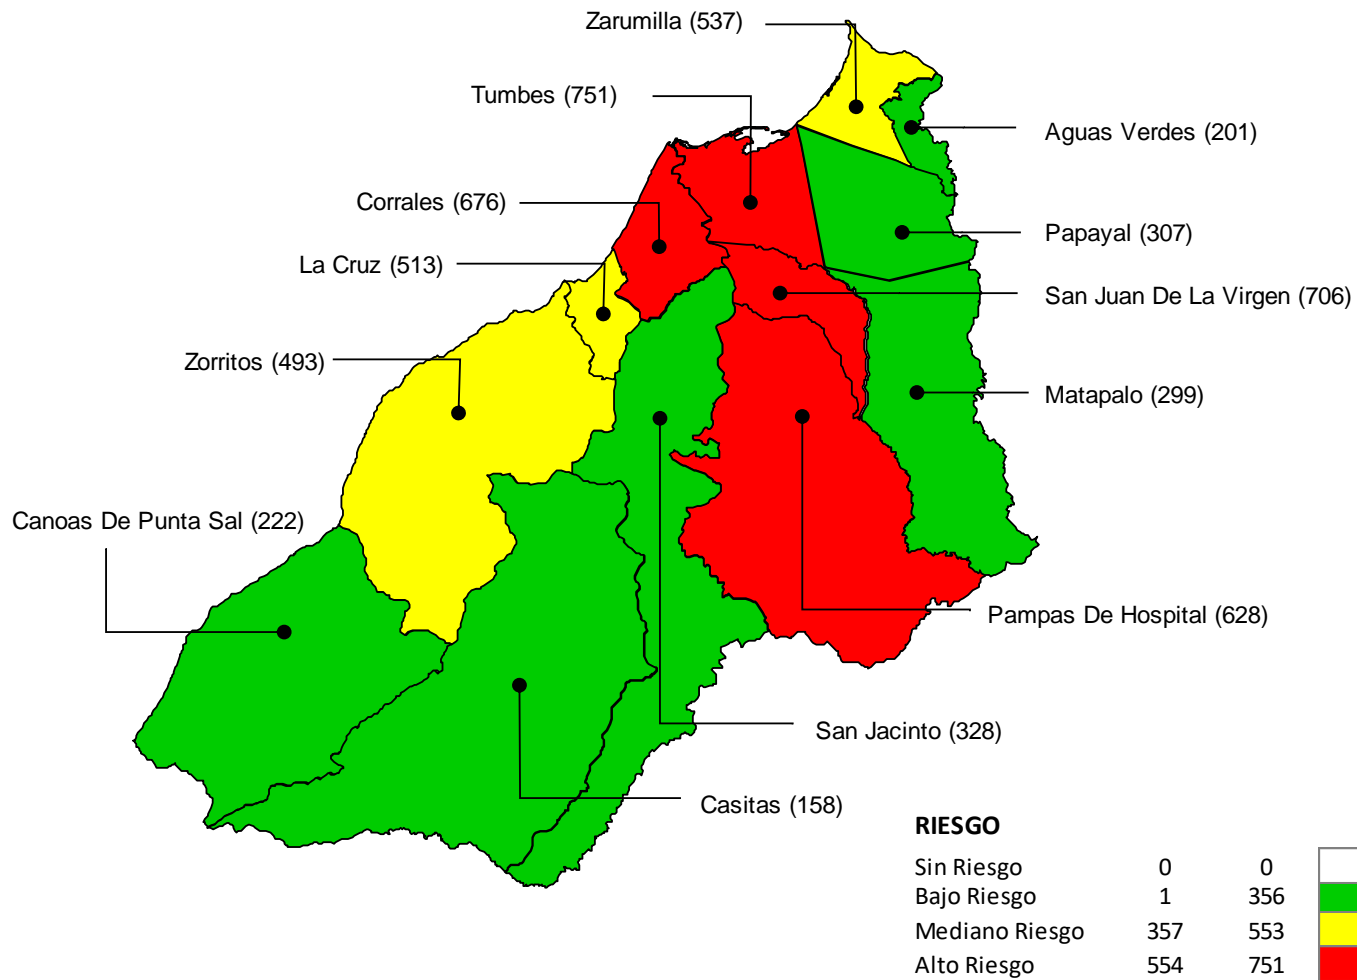 Zarumilla (537)
Tumbes (751)
Aguas Verdes (201)
Corrales (676)
Papayal (307)
La Cruz (513)
San Juan De La Virgen (706)
Zorritos (493)
Matapalo (299)
Canoas De Punta Sal (222)
Pampas De Hospital (628)
San Jacinto (328)
Casitas (158)
RIESGO
Sin Riesgo 0 0
Bajo Riesgo 1 356
Mediano Riesgo 357 553
Alto Riesgo 554 751